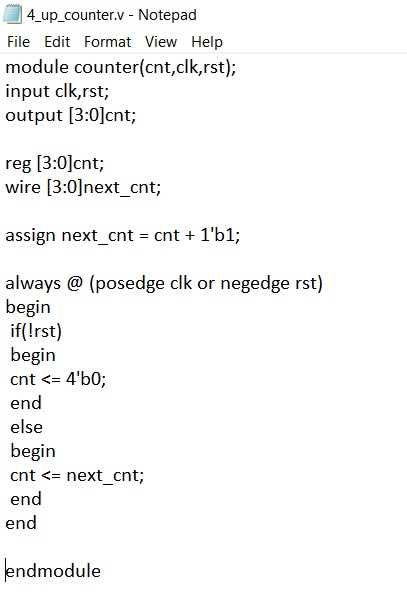 4_up_counter.v - Notepad
File Edit Format View Help
module counter(cnt,clk,rst);
input clk,rst;
output [3:0]cnt;
reg [3:0]cnt;
wire [3:0]next_cnt;
assign next_cnt = cnt + 1'b1;
always @ (posedge clk or negedge rst)
begin
if(!rst)
begin
cnt <= 4'b0;
end
else
begin
cnt <= next_cnt;
end
end
endmodule